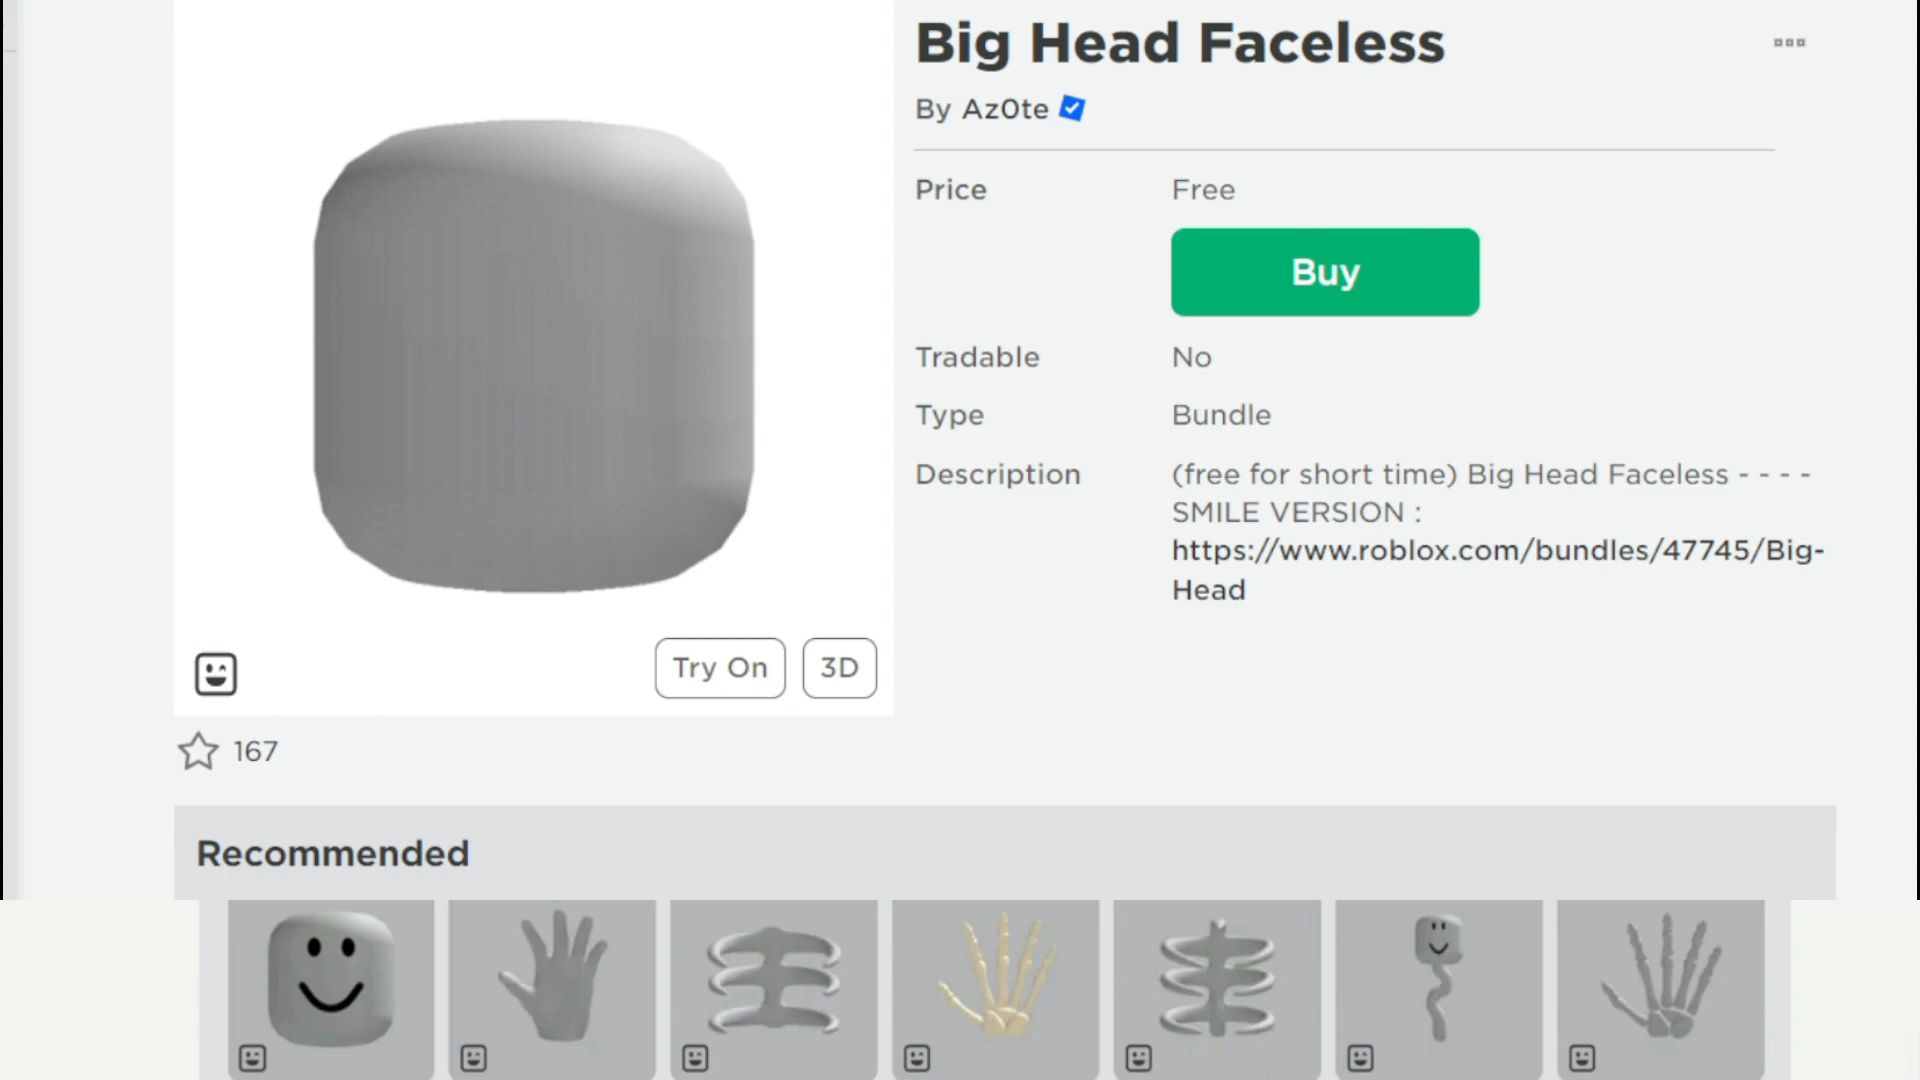 Big Head Faceless
By Az0te
Price Free
Buy
Tradable No
Type Bundle
Description (free for short time) Big Head Faceless - - - -
SMILE VERSION :
https://www.roblox.com/bundles/47745/Big-
Head
Try On 3D
167
Recommended